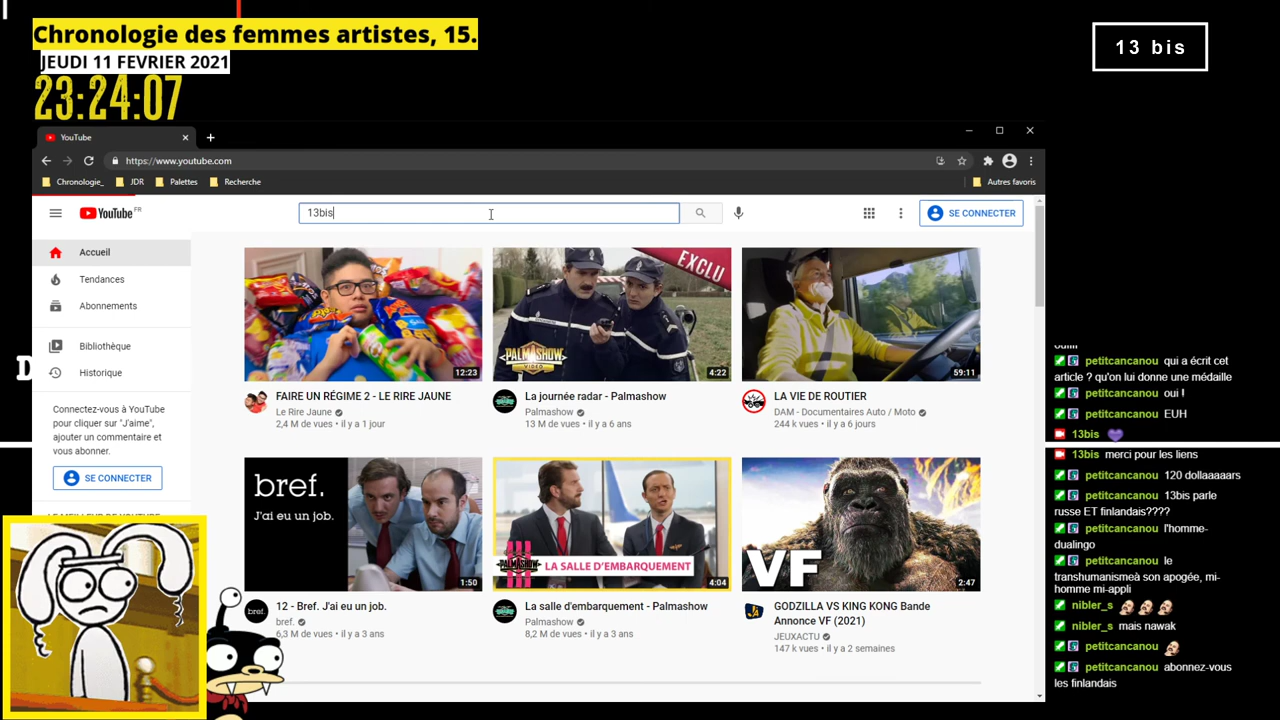 Chronologie des femmes artistes, 15.
JEUDI 11 FEVRIER 2021
23:24:07
13 bis
YouTube
https://www.youtube.com
Chronologie_
JDR
Palettes
Recherche
Autres favoris
YouTube FR
13bis
SE CONNECTER
Accueil
Tendances
Abonnements
Bibliothèque
Historique
Connectez-vous à YouTube
pour cliquer sur "J'aime",
ajouter un commentaire et
vous abonner.
SE CONNECTER
12:23
FAIRE UN RÉGIME 2 - LE RIRE JAUNE
Le Rire Jaune
2,4 M de vues • il y a 1 jour
EXCLU
PALMASHOW
VIDEO
4:22
La journée radar - Palmashow
Palmashow
13 M de vues • il y a 6 ans
59:11
LA VIE DE ROUTIER
DAM - Documentaires Auto / Moto
244 k vues • il y a 6 jours
bref.
J'ai eu un job.
1:50
bref.
12 - Bref. J'ai eu un job.
bref.
6,3 M de vues • il y a 3 ans
PALMASHOW
LA SALLE D'EMBARQUEMENT
4:04
La salle d'embarquement - Palmashow
Palmashow
8,2 M de vues • il y a 3 ans
VF
2:47
GODZILLA VS KING KONG Bande
Annonce VF (2021)
JEUXACTU
147 k vues • il y a 2 semaines
petitcancanou qui a écrit cet
article ? qu'on lui donne une médaille
petitcancanou oui !
petitcancanou EUH
13bis
13bis merci pour les liens
petitcancanou 120 dollaaaaars
petitcancanou 13bis parle
russe ET finlandais????
petitcancanou l'homme-
dualingo
petitcancanou le
transhumanismeà son apogée, mi-
homme mi-appli
nibler_s
nibler_s mais nawak
petitcancanou
petitcancanou abonnez-vous
les finlandais